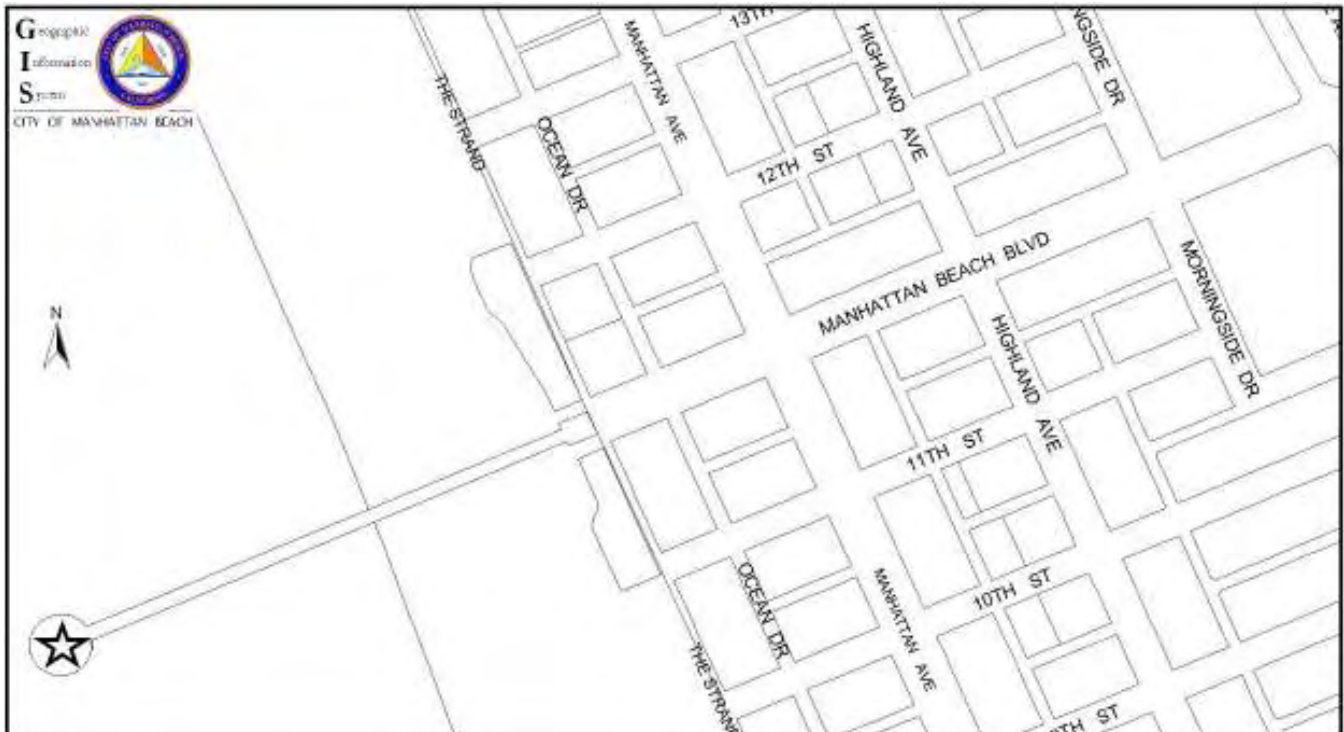 Geographic
Information
System
CITY OF MANHATTAN BEACH
N
THE STRAND
OCEAN DR
MANHATTAN AVE
13TH
HIGHLAND AVE
NGSIDE DR
12TH ST
MANHATTAN BEACH BLVD
MORNINGSIDE DR
HIGHLAND AVE
11TH ST
10TH ST
OCEAN DR
MANHATTAN AVE
THE STRAND
TH ST